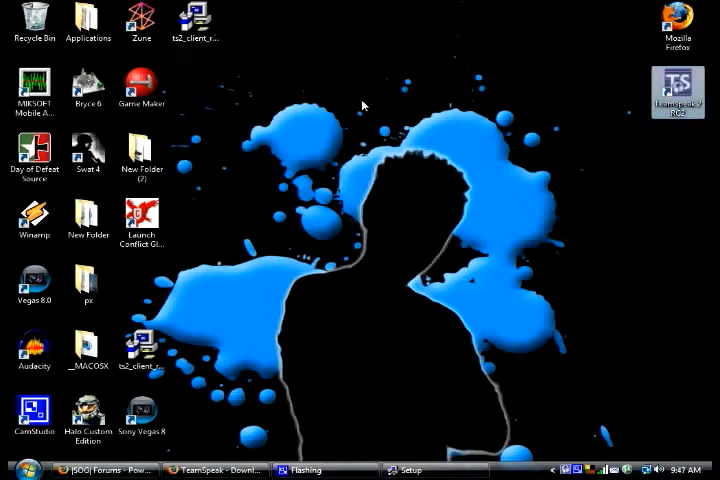 Recycle Bin
Applications
Zune
ts2_client_r...
Mozilla
Firefox
MIKSOFT
Mobile A...
Bryce 6
Game Maker
TS
Teamspeak 2
RC2
Day of Defeat
Source
Swat 4
New Folder
(2)
Winamp
New Folder
Launch
Conflict Gl...
Vegas 8.0
px
Audacity
__MACOSX
ts2_client_r...
CamStudio
Halo Custom
Edition
Sony Vegas 8
|SOG| Forums - Pow...
TeamSpeak - Downl...
Flashing
Setup
9:47 AM